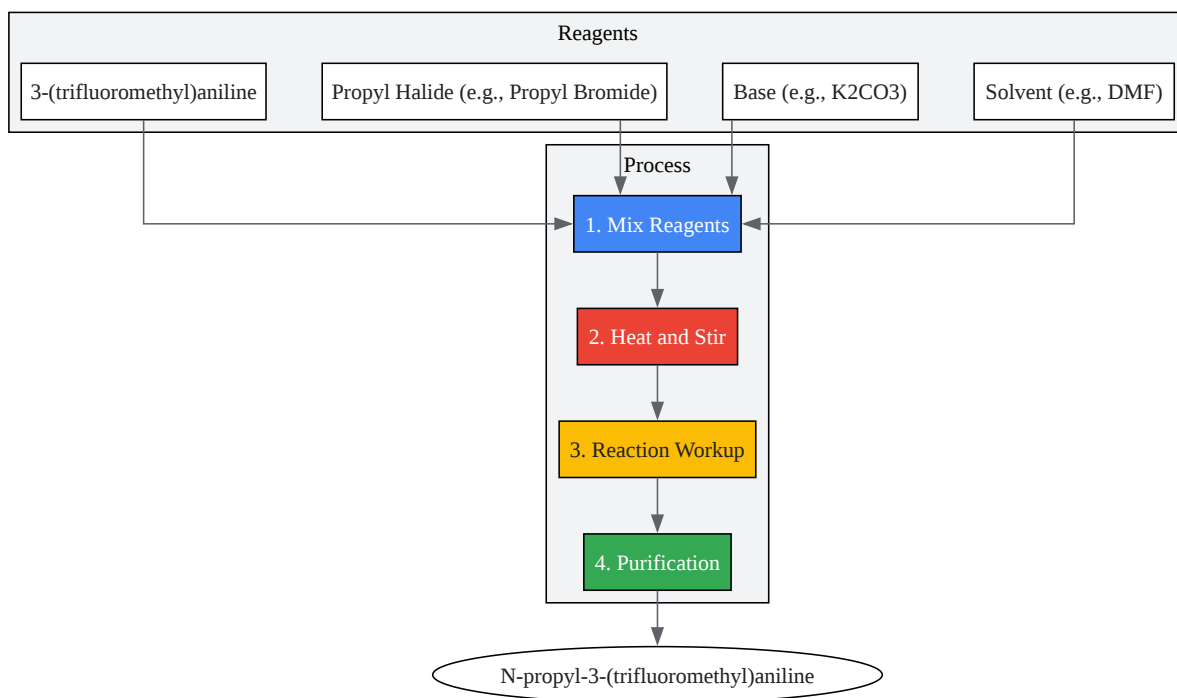 Reagents
3-(trifluoromethyl)aniline
Propyl Halide (e.g., Propyl Bromide)
Base (e.g., K2CO3)
Solvent (e.g., DMF)
Process
1. Mix Reagents
2. Heat and Stir
3. Reaction Workup
4. Purification
N-propyl-3-(trifluoromethyl)aniline